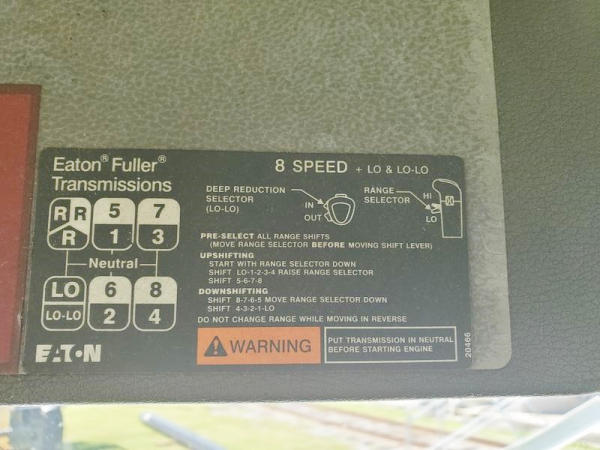 Eaton® Fuller®
Transmissions
8 SPEED + LO & LO-LO
R R 5 7
R 1 3
Neutral
LO 6 8
LO-LO 2 4
DEEP REDUCTION
SELECTOR
(LO-LO)
IN
OUT
RANGE
SELECTOR
HI
LO
PRE-SELECT ALL RANGE SHIFTS
(MOVE RANGE SELECTOR BEFORE MOVING SHIFT LEVER)
UPSHIFTING
START WITH RANGE SELECTOR DOWN
SHIFT LO-1-2-3-4 RAISE RANGE SELECTOR
SHIFT 5-6-7-8
DOWNSHIFTING
SHIFT 8-7-6-5 MOVE RANGE SELECTOR DOWN
SHIFT 4-3-2-1-LO
DO NOT CHANGE RANGE WHILE MOVING IN REVERSE
EATON
WARNING
PUT TRANSMISSION IN NEUTRAL
BEFORE STARTING ENGINE
20466